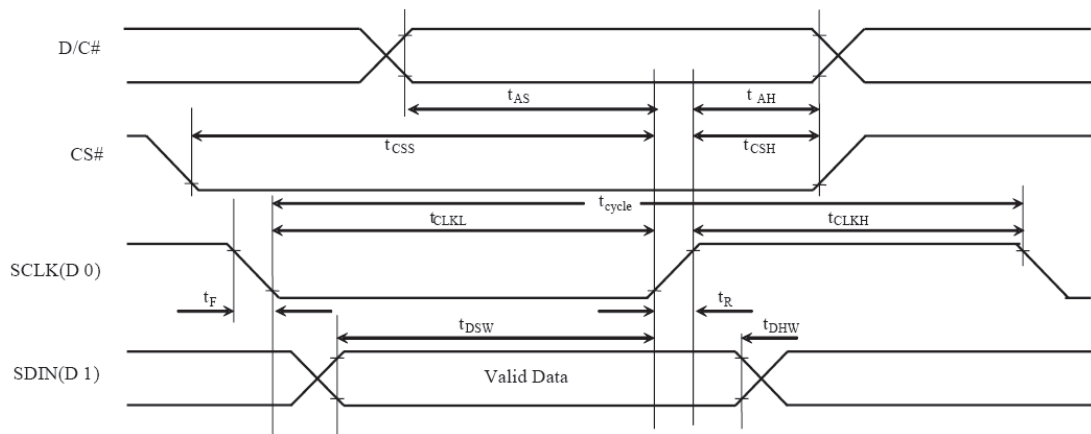 D/C#
tAS
t AH
CS#
tCSS
tCSH
tcycle
tCLKL
tCLKH
SCLK(D 0)
tF
tR
tDSW
tDHW
SDIN(D 1)
Valid Data